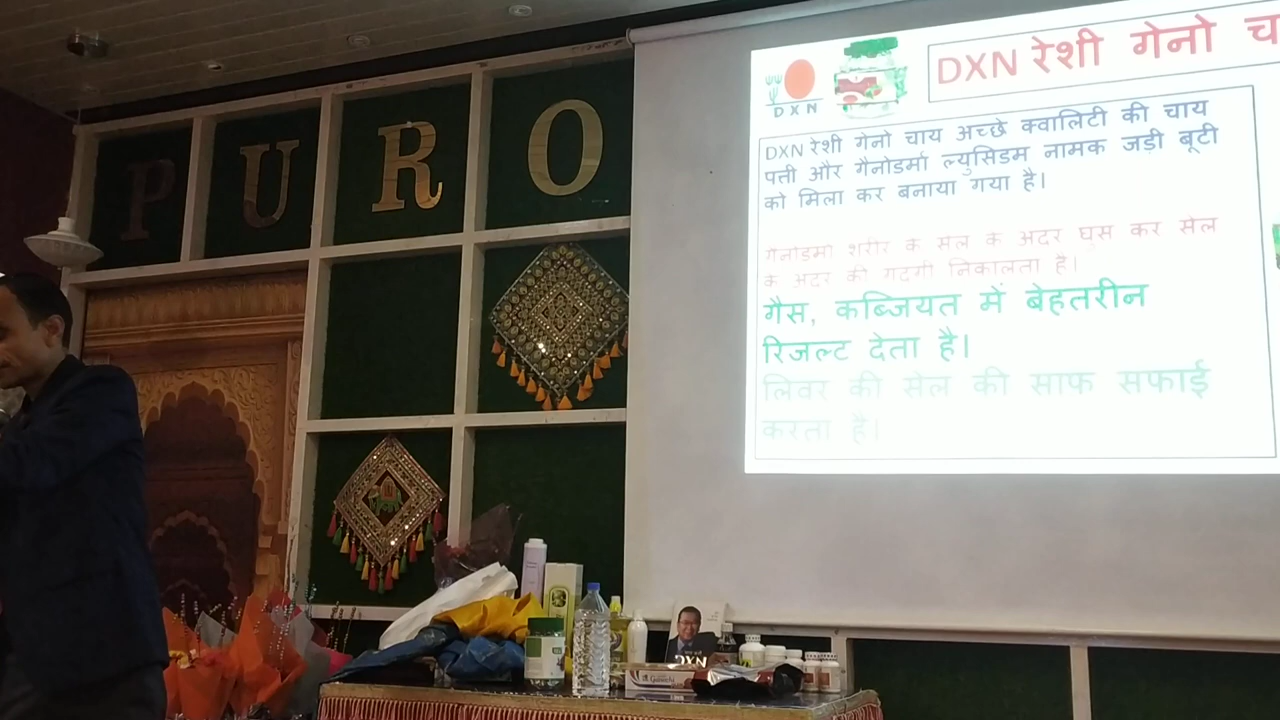 PURO
DXN
DXN रेशी गेनो च
DXN रेशी गेनो चाय अच्छे क्वालिटी की चाय
पती और गैनोडर्मा ल्युसिडम नामक जड़ी बूटी
को मिला कर बनाया गया है।
गैनोडर्मा शरीर के सेल के अंदर घुस कर सेल
के अंदर की गंदगी निकालता है।
गैस, कब्जियत में बेहतरीन
रिजल्ट देता है।
लिवर की सेल की साफ सफाई
करता है।
DXN